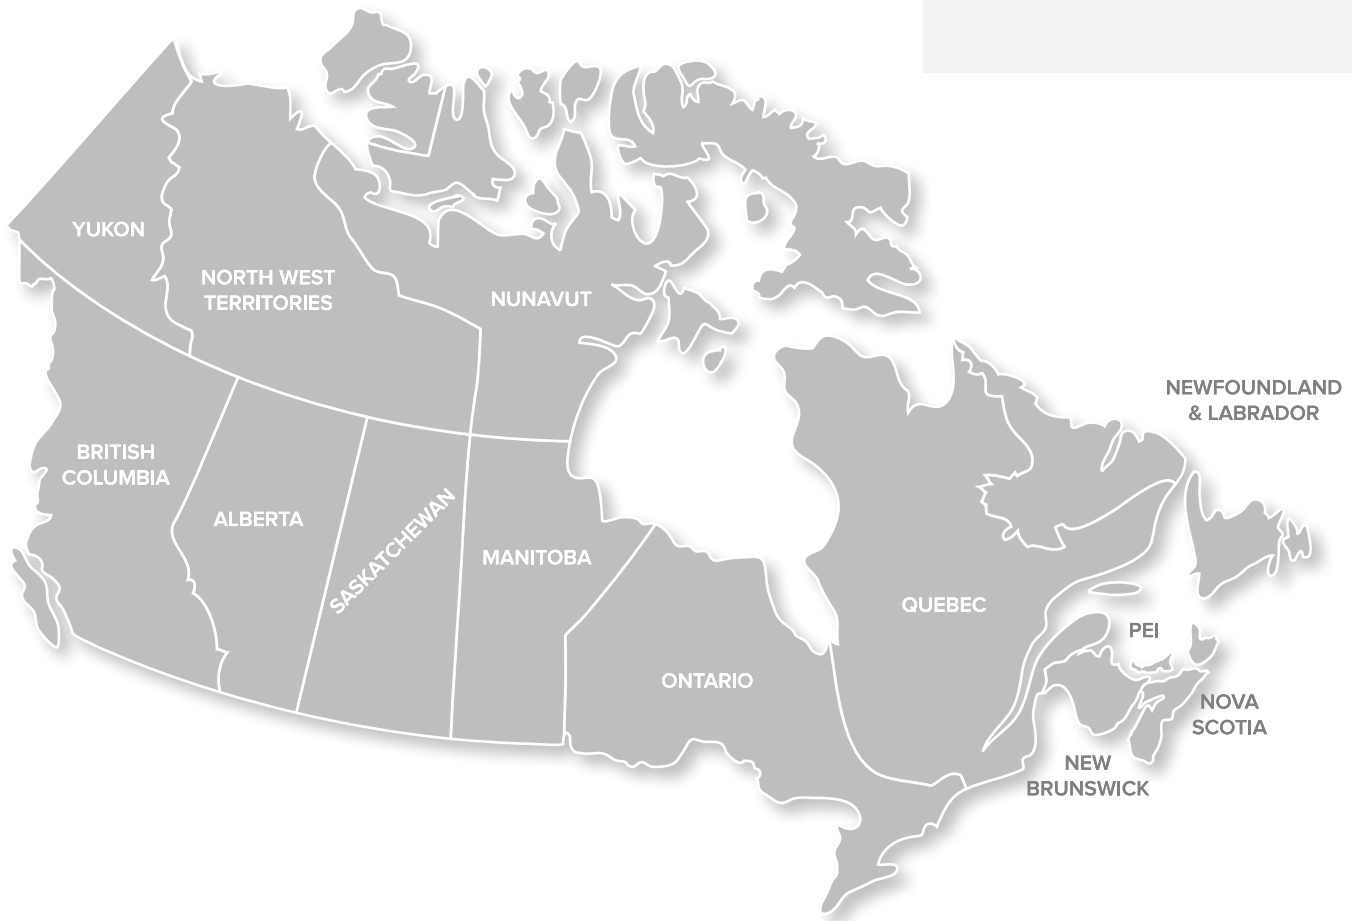 YUKON
NORTH WEST
TERRITORIES
NUNAVUT
NEWFOUNDLAND
& LABRADOR
BRITISH
COLUMBIA
ALBERTA
SASKATCHEWAN
MANITOBA
QUEBEC
PEI
ONTARIO
NOVA
SCOTIA
NEW
BRUNSWICK